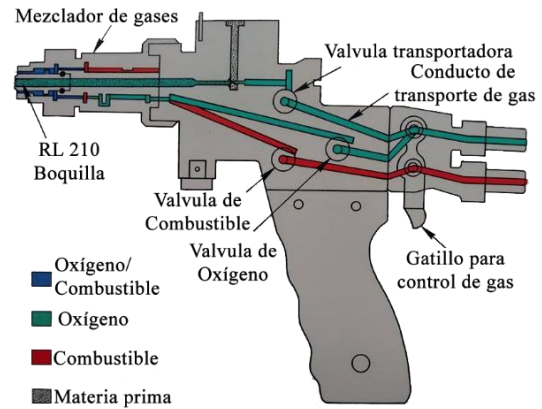 Mezclador de gases
Valvula transportadora
Conducto de
transporte de gas
RL 210
Boquilla
Valvula de
Combustible
Valvula de
Oxígeno
Gatillo para
control de gas
Oxígeno/
Combustible
Oxígeno
Combustible
Materia prima